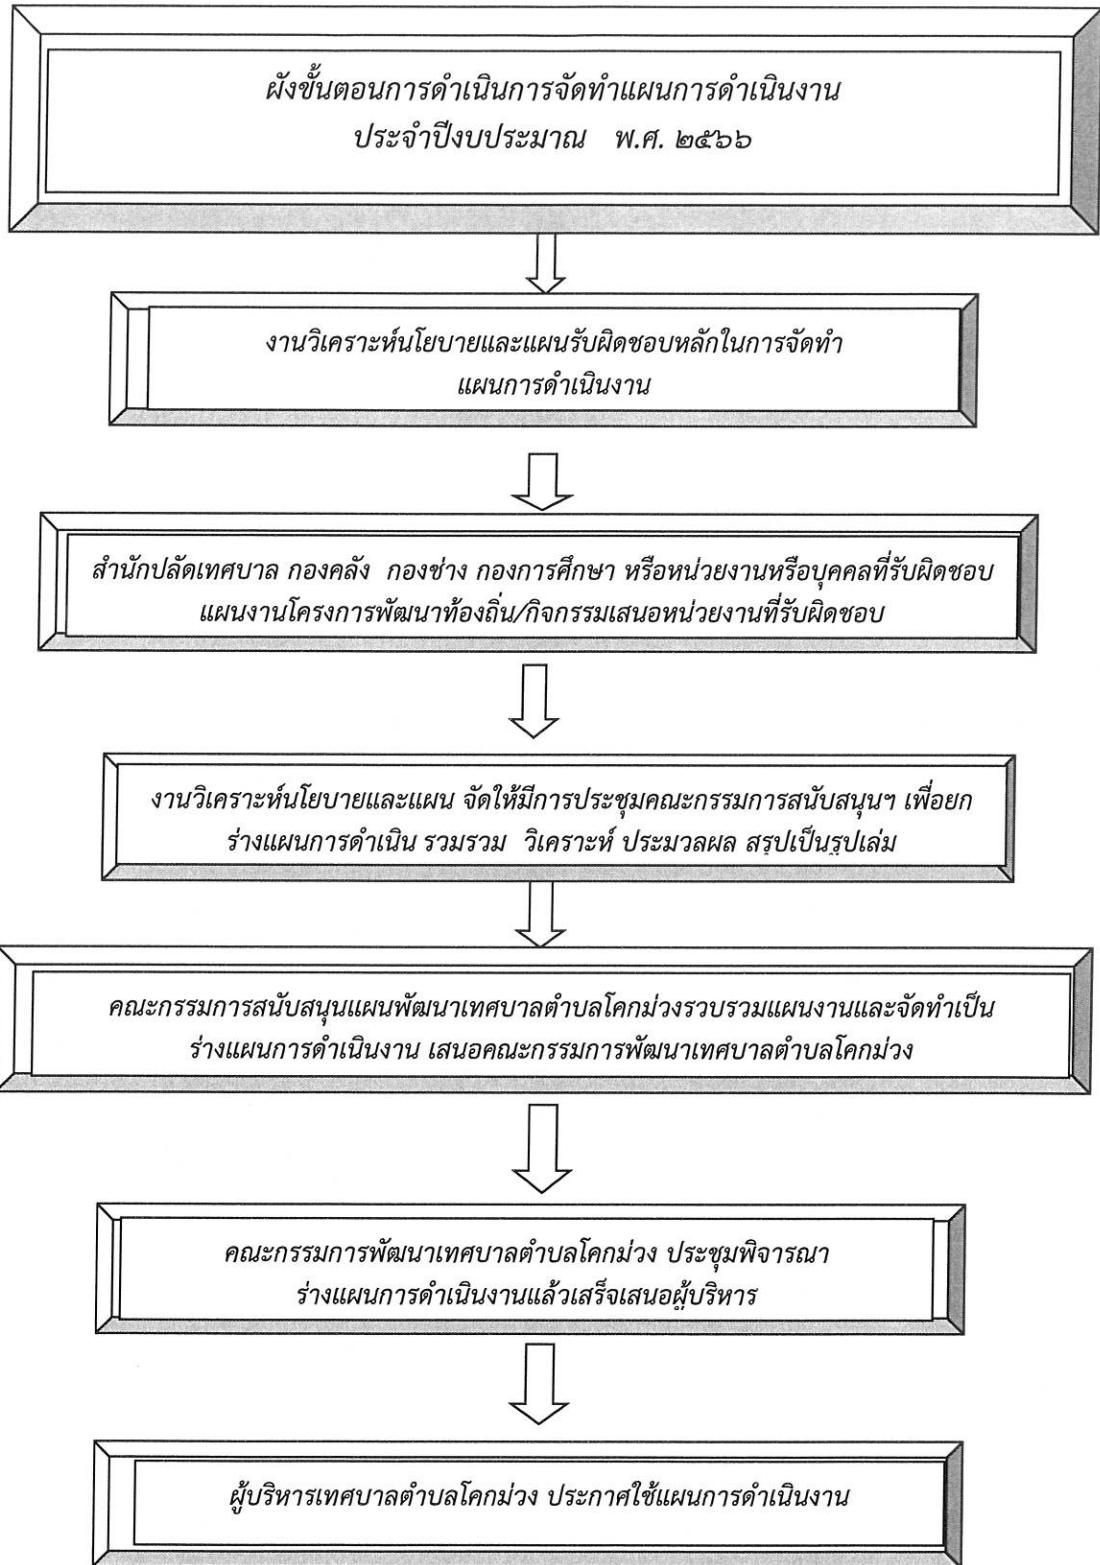 ผังขั้นตอนการดำเนินการจัดทำแผนการดำเนินงาน
ประจำปีงบประมาณ พ.ศ. ๒๕๖๖
งานวิเคราะห์นโยบายและแผนรับผิดชอบหลักในการจัดทำ
แผนการดำเนินงาน
สำนักปลัดเทศบาล กองคลัง กองช่าง กองการศึกษา หรือหน่วยงานหรือบุคคลที่รับผิดชอบ
แผนงานโครงการพัฒนาท้องถิ่น/กิจกรรมเสนอหน่วยงานที่รับผิดชอบ
งานวิเคราะห์นโยบายและแผน จัดให้มีการประชุมคณะกรรมการสนับสนุนฯ เพื่อยก
ร่างแผนการดำเนิน รวมรวม วิเคราะห์ ประมวลผล สรุปเป็นรูปเล่ม
คณะกรรมการสนับสนุนแผนพัฒนาเทศบาลตำบลโคกม่วงรวบรวมแผนงานและจัดทำเป็น
ร่างแผนการดำเนินงาน เสนอคณะกรรมการพัฒนาเทศบาลตำบลโคกม่วง
คณะกรรมการพัฒนาเทศบาลตำบลโคกม่วง ประชุมพิจารณา
ร่างแผนการดำเนินงานแล้วเสร็จเสนอผู้บริหาร
ผู้บริหารเทศบาลตำบลโคกม่วง ประกาศใช้แผนการดำเนินงาน